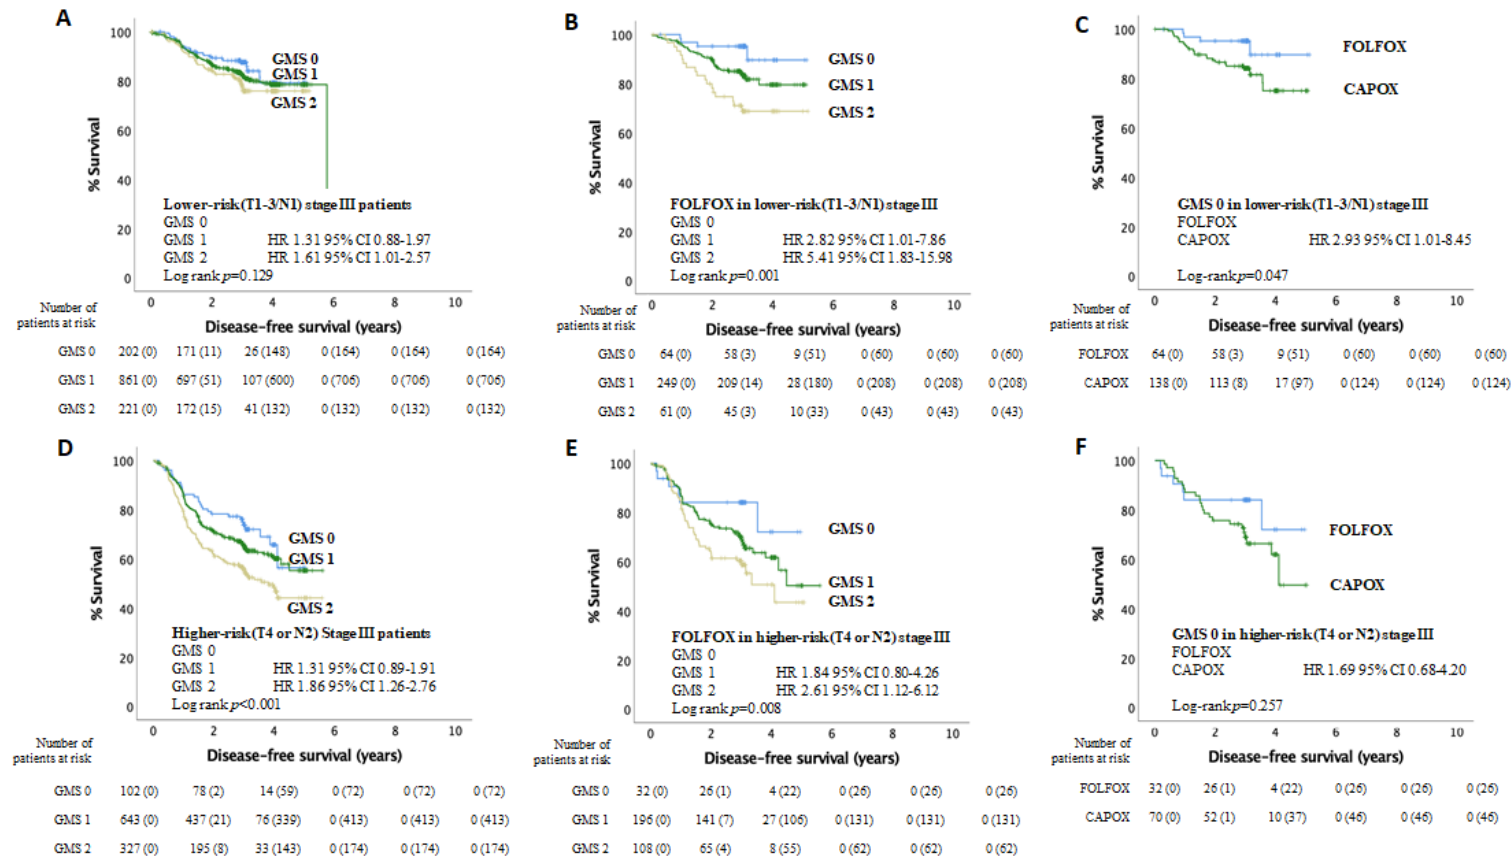 A
100
80
60
40
20
0
% Survival
GMS 0
GMS 1
GMS 2
Lower-risk (T1-3/N1) stage III patients
GMS 0
GMS 1 HR 1.31 95% CI 0.88-1.97
GMS 2 HR 1.61 95% CI 1.01-2.57
Log rank p=0.129
0 2 4 6 8 10
Disease-free survival (years)
Number of
patients at risk
GMS 0 202 (0) 171 (11) 26 (148) 0 (164) 0 (164) 0 (164)
GMS 1 861 (0) 697 (51) 107 (600) 0 (706) 0 (706) 0 (706)
GMS 2 221 (0) 172 (15) 41 (132) 0 (132) 0 (132) 0 (132)
B
100
80
60
40
20
0
% Survival
GMS 0
GMS 1
GMS 2
FOLFOX in lower-risk (T1-3/N1) stage III
GMS 0
GMS 1 HR 2.82 95% CI 1.01-7.86
GMS 2 HR 5.41 95% CI 1.83-15.98
Log rank p=0.001
0 2 4 6 8 10
Disease-free survival (years)
Number of
patients at risk
GMS 0 64 (0) 58 (3) 9 (51) 0 (60) 0 (60) 0 (60)
GMS 1 249 (0) 209 (14) 28 (180) 0 (208) 0 (208) 0 (208)
GMS 2 61 (0) 45 (3) 10 (33) 0 (43) 0 (43) 0 (43)
C
100
80
60
40
20
0
% Survival
FOLFOX
CAPOX
GMS 0 in lower-risk (T1-3/N1) stage III
FOLFOX
CAPOX HR 2.93 95% CI 1.01-8.45
Log-rank p=0.047
0 2 4 6 8 10
Disease-free survival (years)
Number of
patients at risk
FOLFOX 64 (0) 58 (3) 9 (51) 0 (60) 0 (60) 0 (60)
CAPOX 138 (0) 113 (8) 17 (97) 0 (124) 0 (124) 0 (124)
D
100
80
60
40
20
0
% Survival
GMS 0
GMS 1
GMS 2
Higher-risk (T4 or N2) Stage III patients
GMS 0
GMS 1 HR 1.31 95% CI 0.89-1.91
GMS 2 HR 1.86 95% CI 1.26-2.76
Log rank p<0.001
0 2 4 6 8 10
Disease-free survival (years)
Number of
patients at risk
GMS 0 102 (0) 78 (2) 14 (59) 0 (72) 0 (72) 0 (72)
GMS 1 643 (0) 437 (21) 76 (339) 0 (413) 0 (413) 0 (413)
GMS 2 327 (0) 195 (8) 33 (143) 0 (174) 0 (174) 0 (174)
E
100
80
60
40
20
0
% Survival
GMS 0
GMS 1
GMS 2
FOLFOX in higher-risk (T4 or N2) stage III
GMS 0
GMS 1 HR 1.84 95% CI 0.80-4.26
GMS 2 HR 2.61 95% CI 1.12-6.12
Log rank p=0.008
0 2 4 6 8 10
Disease-free survival (years)
Number of
patients at risk
GMS 0 32 (0) 26 (1) 4 (22) 0 (26) 0 (26) 0 (26)
GMS 1 196 (0) 141 (7) 27 (106) 0 (131) 0 (131) 0 (131)
GMS 2 108 (0) 65 (4) 8 (55) 0 (62) 0 (62) 0 (62)
F
100
80
60
40
20
0
% Survival
FOLFOX
CAPOX
GMS 0 in higher-risk (T4 or N2) stage III
FOLFOX
CAPOX HR 1.69 95% CI 0.68-4.20
Log-rank p=0.257
0 2 4 6 8 10
Disease-free survival (years)
Number of
patients at risk
FOLFOX 32 (0) 26 (1) 4 (22) 0 (26) 0 (26) 0 (26)
CAPOX 70 (0) 52 (1) 10 (37) 0 (46) 0 (46) 0 (46)